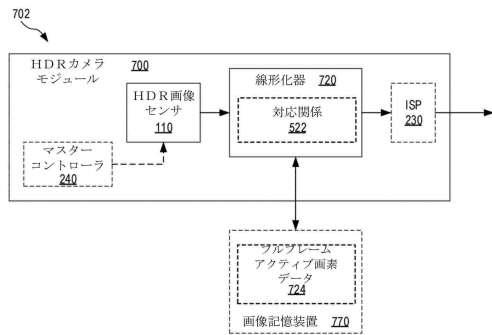 702
HDRカメラ 700
モジュール
HDR画像
センサ
110
マスター
コントローラ
240
線形化器 720
対応関係
522
ISP
230
フルフレーム
アクティブ画素
データ
724
画像記憶装置 770